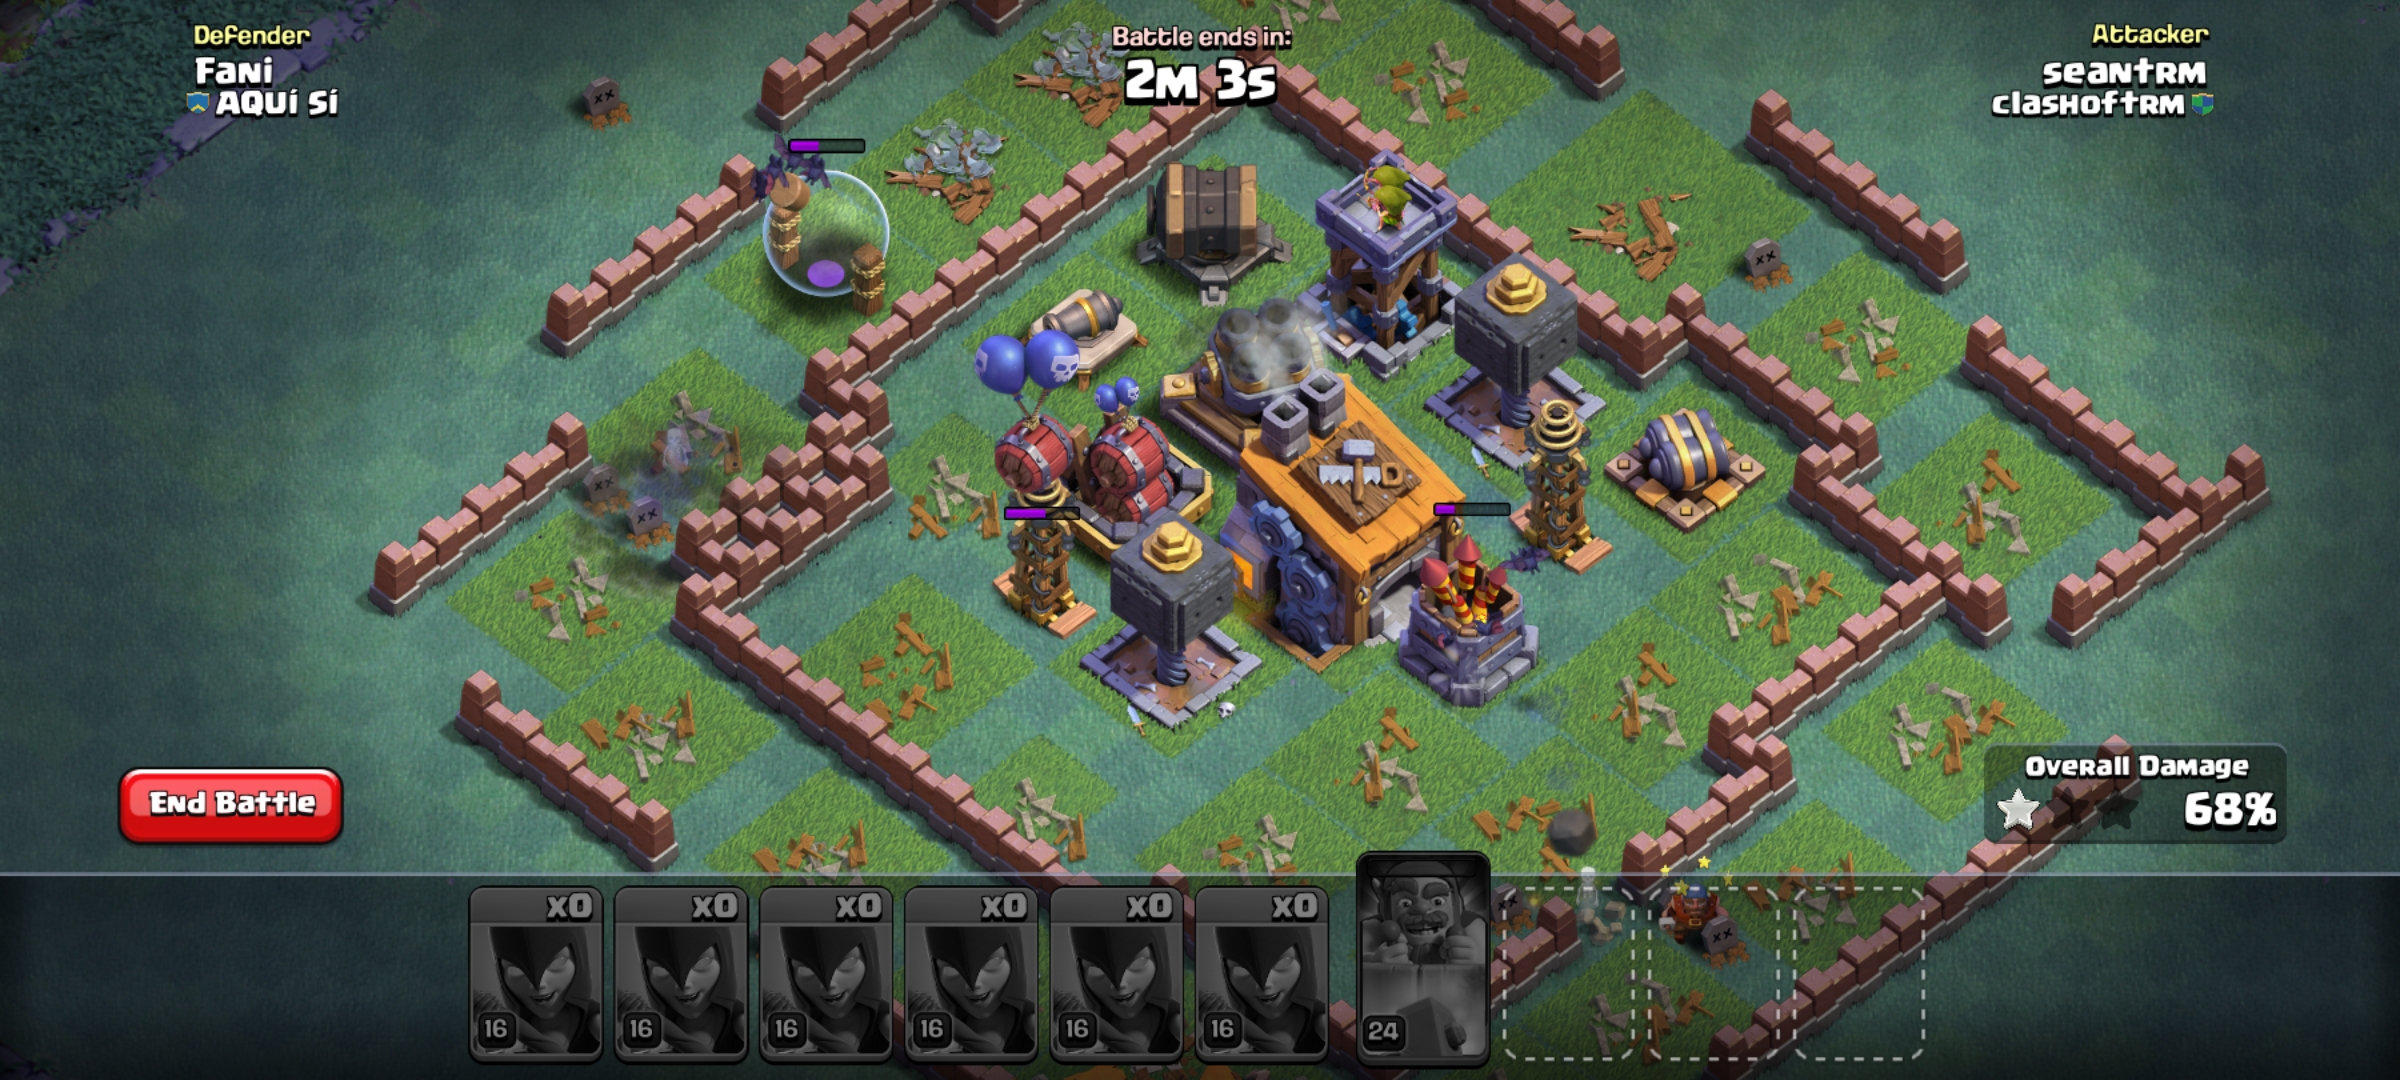 Defender
Fani
AQUÍ SÍ
Battle ends in:
2M 3s
Attacker
seantrm
clashoftrm
End Battle
Overall Damage
68%
x0
x0
x0
x0
x0
x0
16
16
16
16
16
16
24